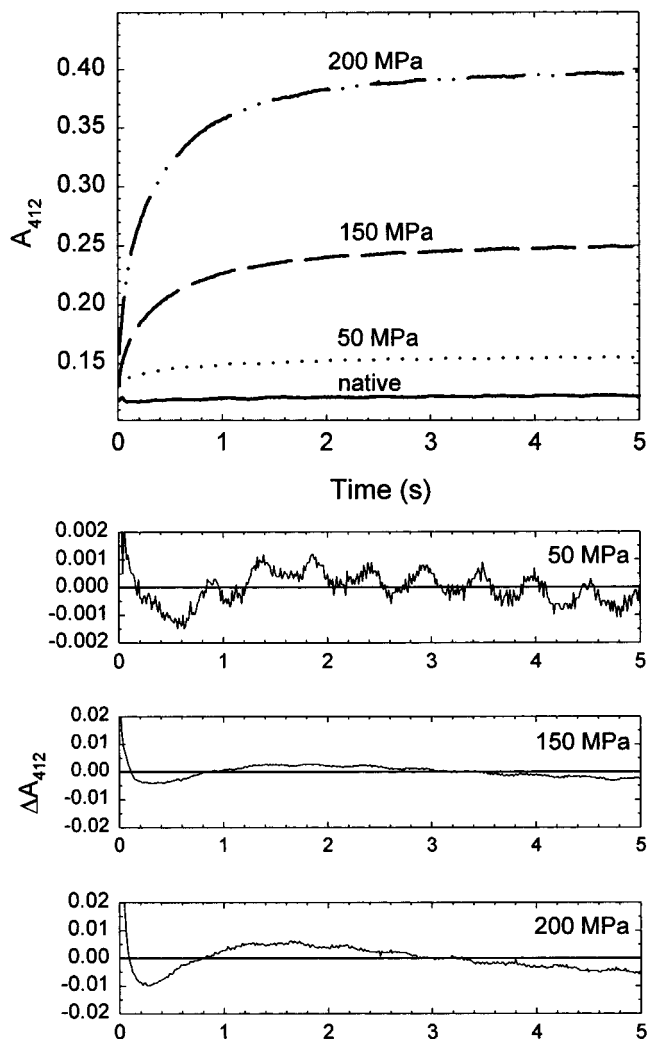 0.40
0.35
0.30
0.25
0.20
0.15
A412
200 MPa
150 MPa
50 MPa
native
0 1 2 3 4 5
Time (s)
0.002
0.001
0.000
-0.001
-0.002
50 MPa
0 1 2 3 4 5
ΔA412
0.02
0.01
0.00
-0.01
-0.02
150 MPa
0 1 2 3 4 5
0.02
0.01
0.00
-0.01
-0.02
200 MPa
0 1 2 3 4 5